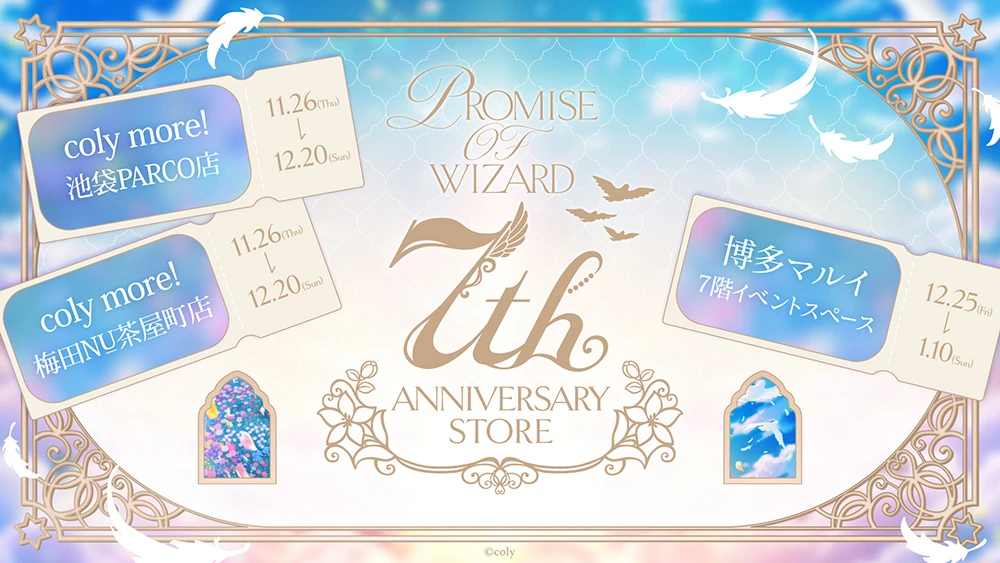 coly more!
池袋PARCO店
11.26(Thu)
12.20(Sun)
coly more!
梅田NU茶屋町店
11.26(Thu)
12.20(Sun)
PROMISE
OF
WIZARD
7th
ANNIVERSARY
STORE
博多マルイ
7階イベントスペース
12.25(Fri)
1.10(Sun)
©coly